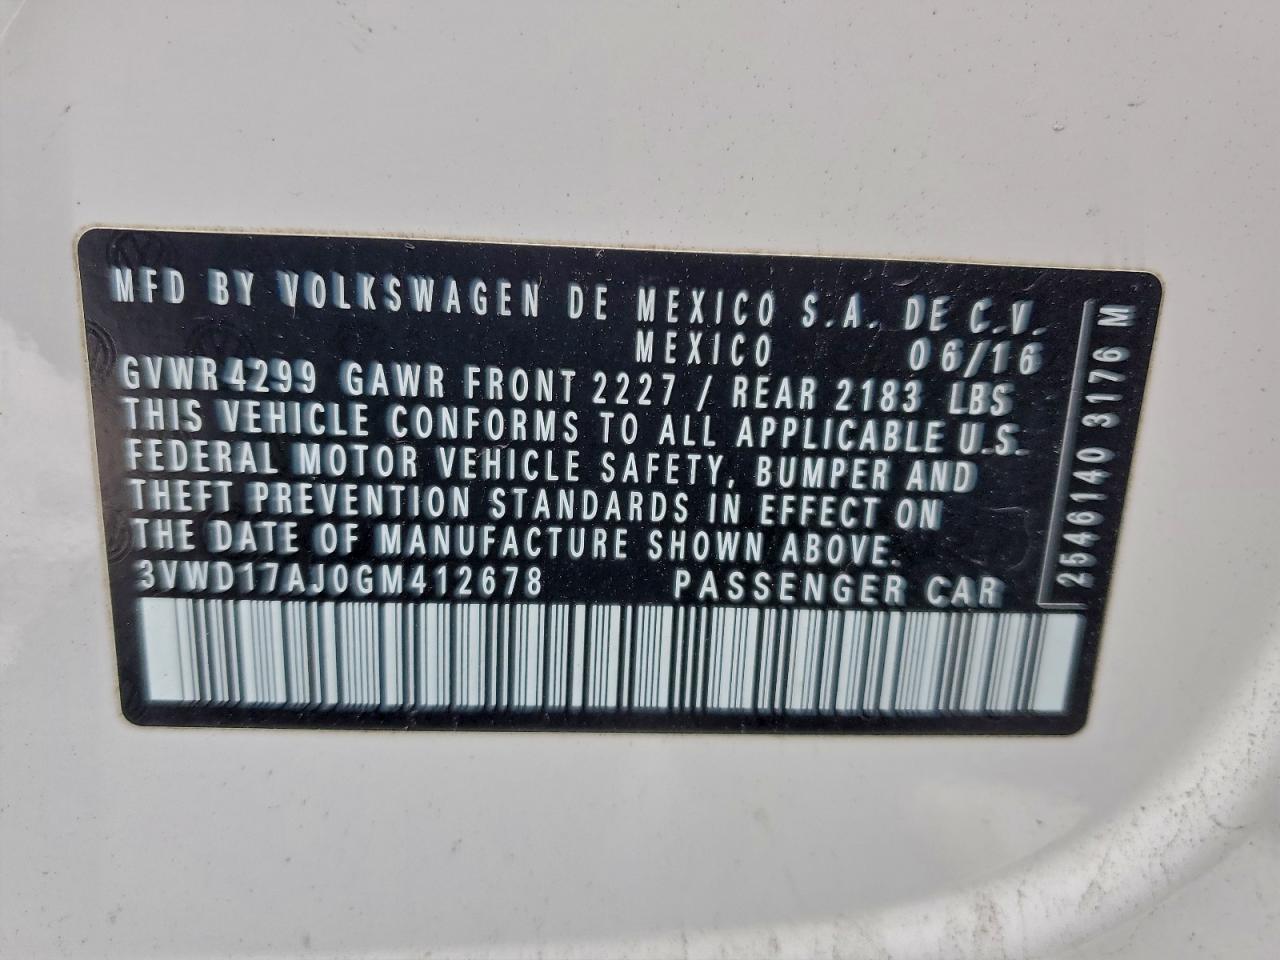 MFD BY VOLKSWAGEN DE MEXICO S.A. DE C.V.
MEXICO 06/16
GVWR 4299 GAWR FRONT 2227 / REAR 2183 LBS
THIS VEHICLE CONFORMS TO ALL APPLICABLE U.S.
FEDERAL MOTOR VEHICLE SAFETY, BUMPER AND
THEFT PREVENTION STANDARDS IN EFFECT ON
THE DATE OF MANUFACTURE SHOWN ABOVE.
3VWD17AJ0GM412678 PASSENGER CAR
2546140 3176 M